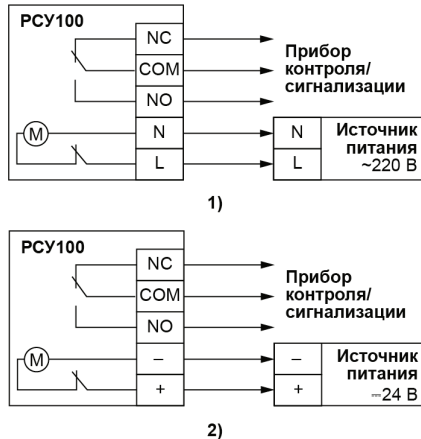 РСУ100
NC
COM
NO
N
L
M
Прибор
контроля/
сигнализации
N
L
Источник
питания
~220 В
1)
РСУ100
NC
COM
NO
–
+
M
Прибор
контроля/
сигнализации
–
+
Источник
питания
⎓24 В
2)